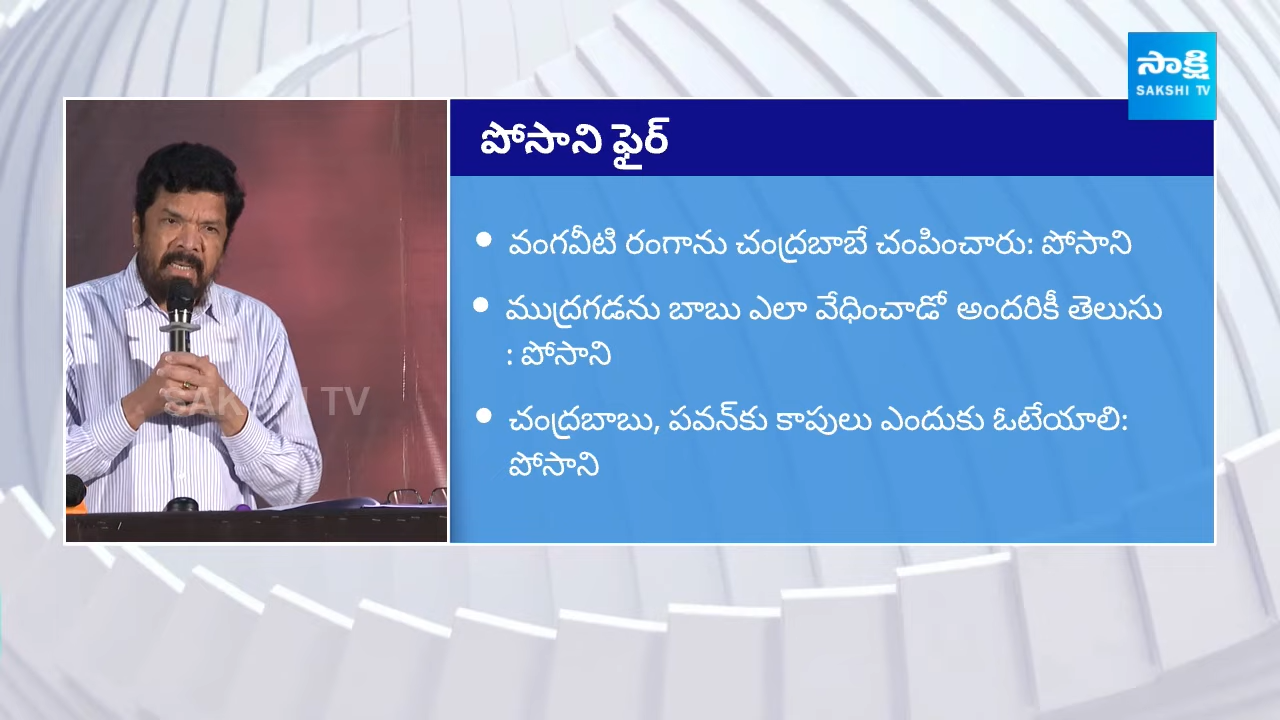 సాక్షి
SAKSHI TV
పోసాని ఫైర్
వంగవీటి రంగాను చంద్రబాబే చంపించారు: పోసాని
ముద్రగడను బాబు ఎలా వేధించాడో అందరికీ తెలుసు
: పోసాని
చంద్రబాబు, పవన్‌కు కాపులు ఎందుకు ఓటేయాలి:
పోసాని
SAKSHI TV